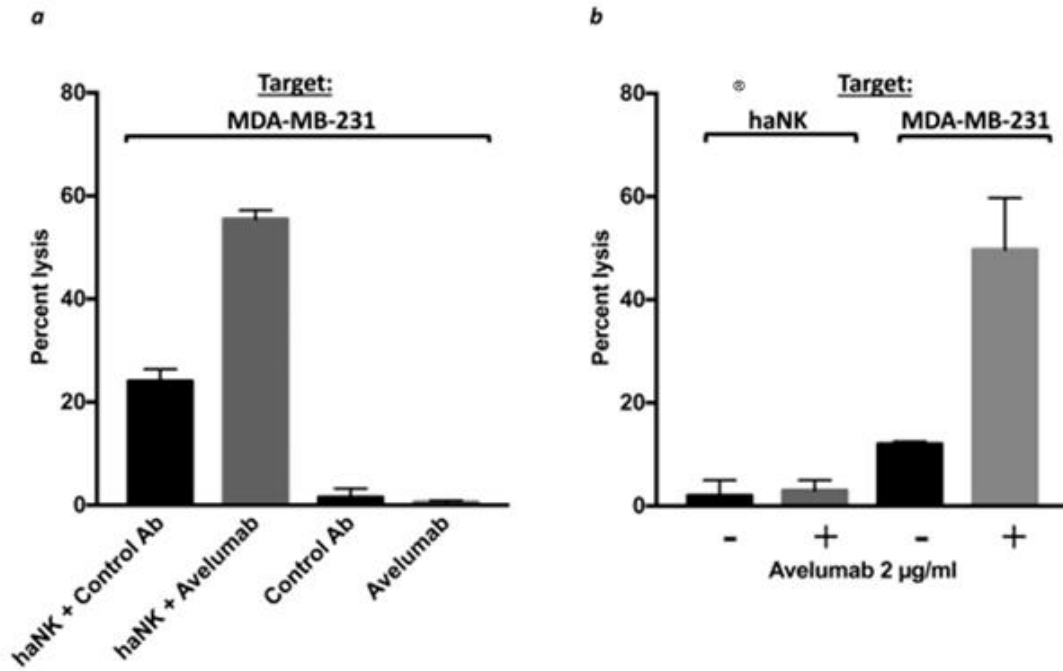 a
Target:
MDA-MB-231
80
60
40
20
0
Percent lysis
haNK + Control Ab
haNK + Avelumab
Control Ab
Avelumab
b
®
Target:
haNK
MDA-MB-231
80
60
40
20
0
Percent lysis
- + - +
Avelumab 2 µg/ml